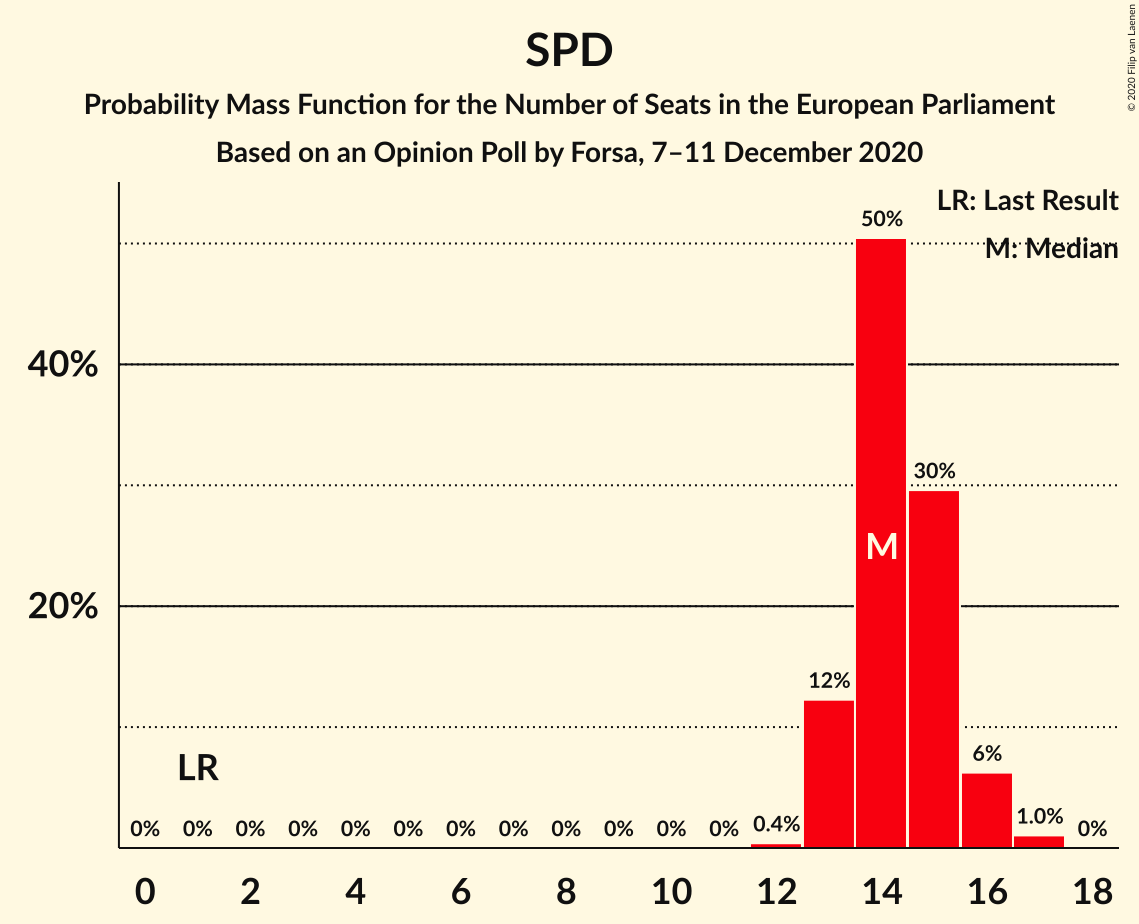 SPD
Probability Mass Function for the Number of Seats in the European Parliament
Based on an Opinion Poll by Forsa, 7–11 December 2020
© 2020 Filip van Laenen
LR: Last Result
M: Median
50%
40%
30%
M
20%
12%
LR
6%
0% 0% 0% 0% 0% 0% 0% 0% 0% 0% 0% 0% 0.4% 1.0% 0%
0 2 4 6 8 10 12 14 16 18